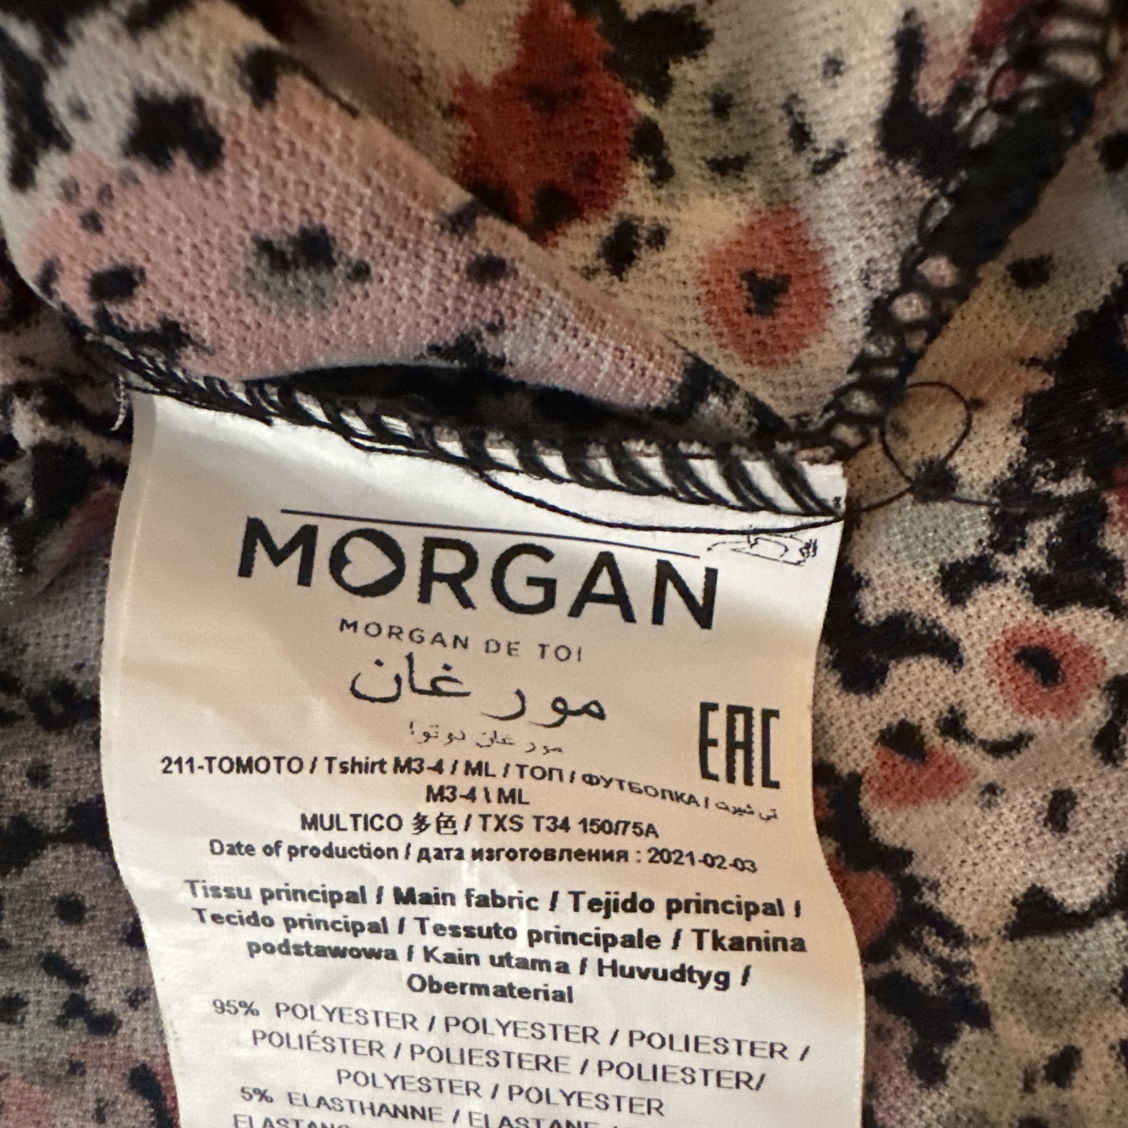 MORGAN
MORGAN DE TOI
مورغان
مورغان دوتوا
EAC
211-TOMOTO / Tshirt M3-4 / ML / ТОП / ФУТБОЛКА / تي شيرت
M3-4 \ ML
MULTICO 多色 / TXS T34 150/75A
Date of production / дата изготовления : 2021-02-03
Tissu principal / Main fabric / Tejido principal /
Tecido principal / Tessuto principale / Tkanina
podstawowa / Kain utama / Huvudtyg /
Obermaterial
95% POLYESTER / POLYESTER / POLIESTER /
POLIÉSTER / POLIESTERE / POLIESTER/
POLYESTER / POLYESTER
5% ELASTHANNE / ELASTANE /